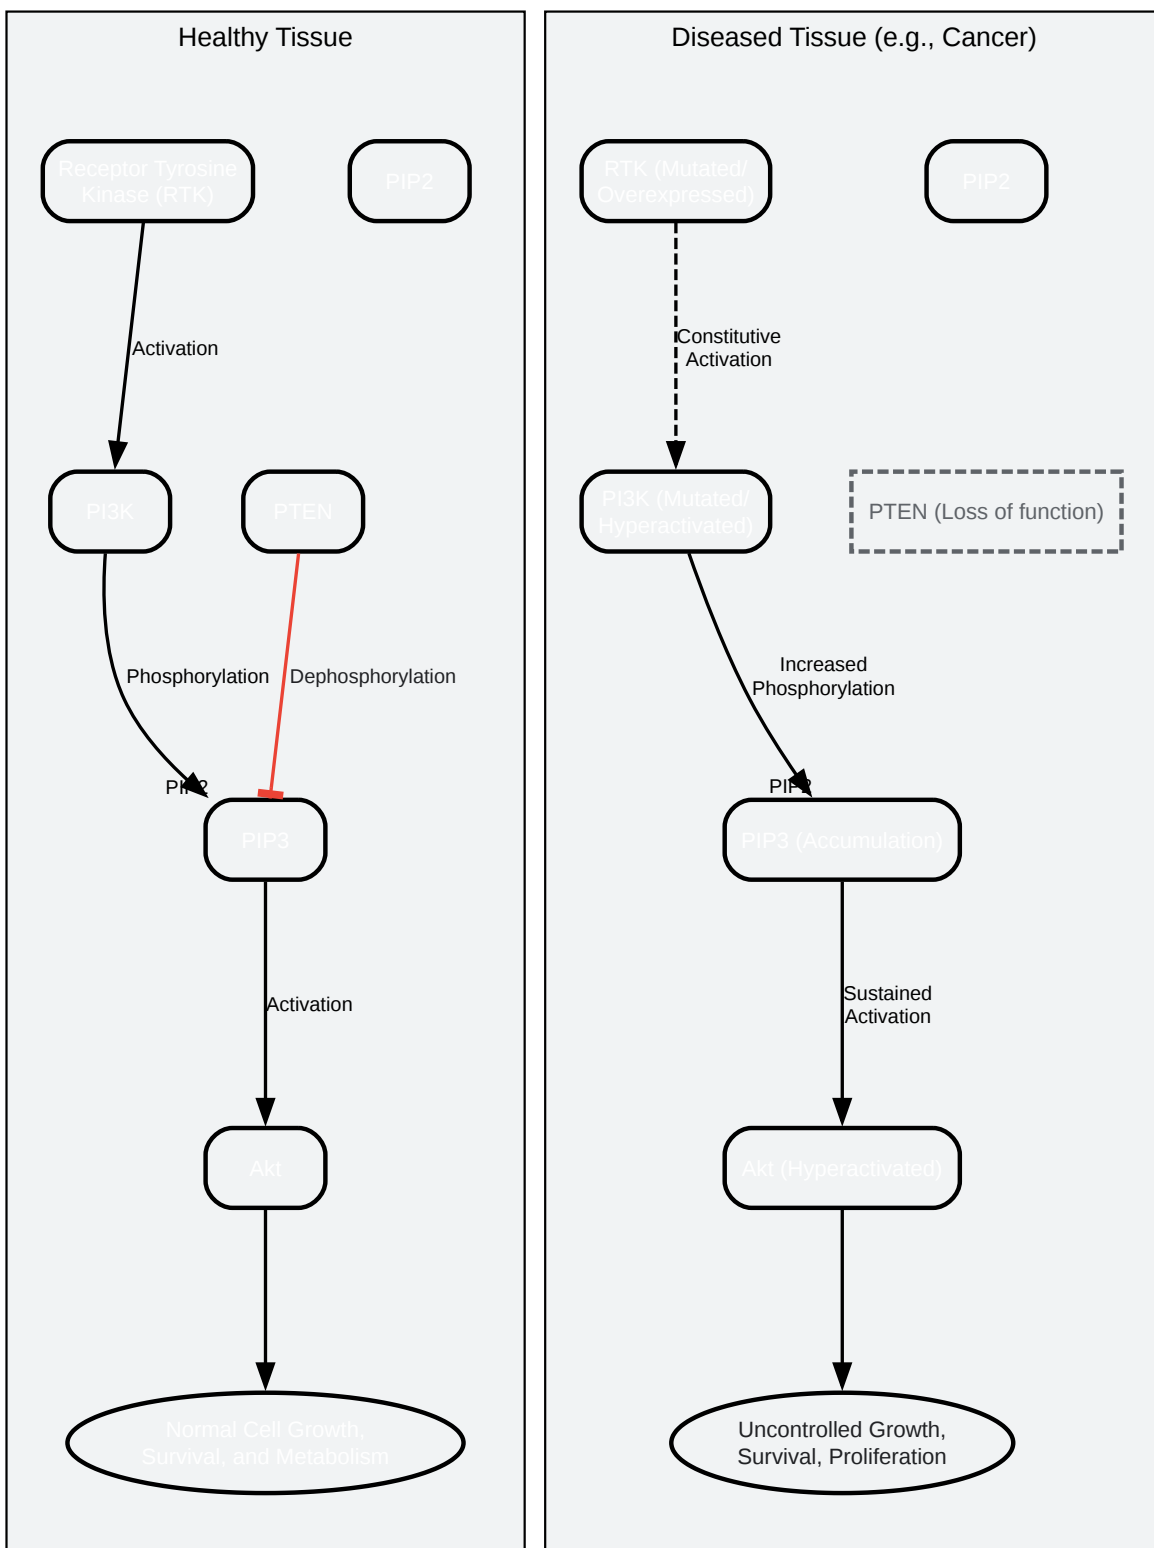 Healthy Tissue
Receptor Tyrosine
Kinase (RTK)
PIP2
Activation
PI3K
PTEN
Phosphorylation
Dephosphorylation
PIP2
PIP3
Activation
Akt
Normal Cell Growth,
Survival, and Metabolism
Diseased Tissue (e.g., Cancer)
RTK (Mutated/
Overexpressed)
PIP2
Constitutive
Activation
PI3K (Mutated/
Hyperactivated)
PTEN (Loss of function)
Increased
Phosphorylation
PIP2
PIP3 (Accumulation)
Sustained
Activation
Akt (Hyperactivated)
Uncontrolled Growth,
Survival, Proliferation